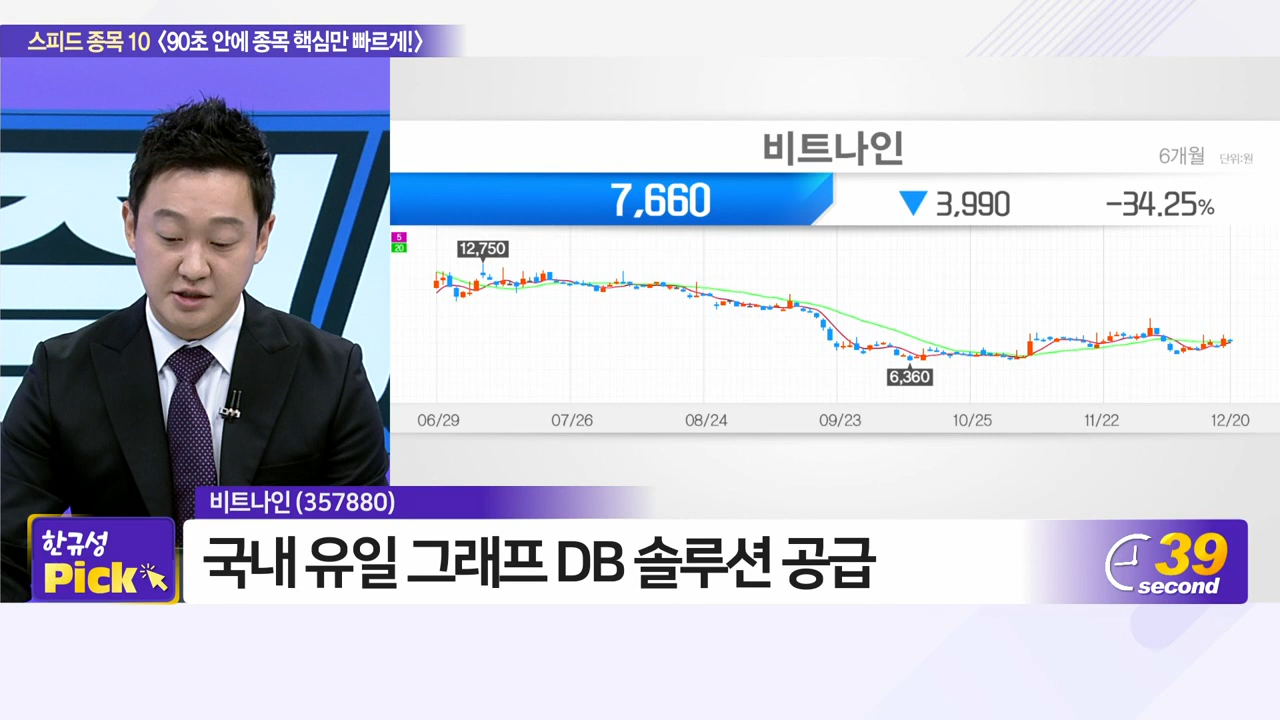 스피드 종목 10 〈90초 안에 종목 핵심만 빠르게!〉
비트나인
6개월 단위:원
7,660 ▼ 3,990 -34.25%
5
20
12,750
6,360
06/29 07/26 08/24 09/23 10/25 11/22 12/20
비트나인 (357880)
한규성
Pick
국내 유일 그래프 DB 솔루션 공급
39
second